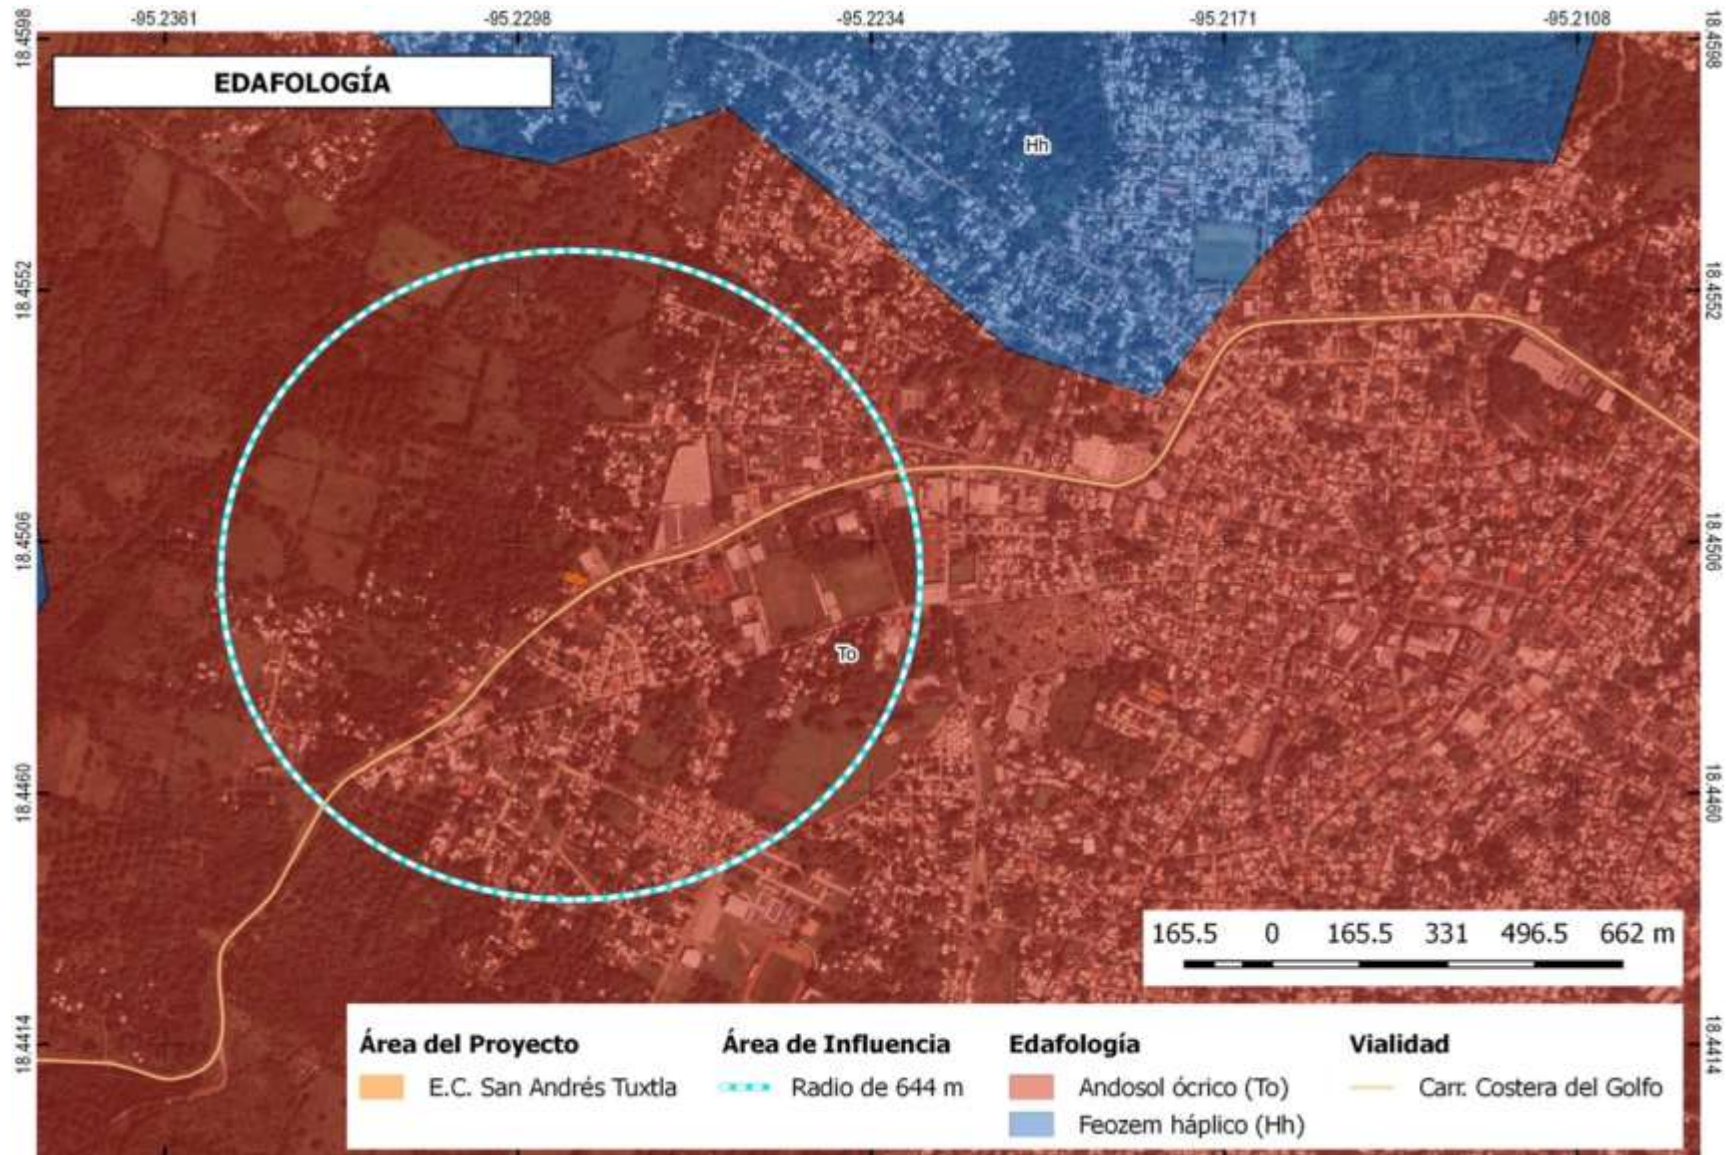 -95.2361 -95.2298 -95.2234 -95.2171 -95.2108
18.4598 18.4598
EDAFOLOGÍA
Hh
18.4552 18.4552
18.4506 18.4506
To
18.4460 18.4460
165.5 0 165.5 331 496.5 662 m
18.4414 18.4414
Área del Proyecto
E.C. San Andrés Tuxtla
Área de Influencia
Radio de 644 m
Edafología
Andosol ócrico (To)
Feozem háplico (Hh)
Vialidad
Carr. Costera del Golfo